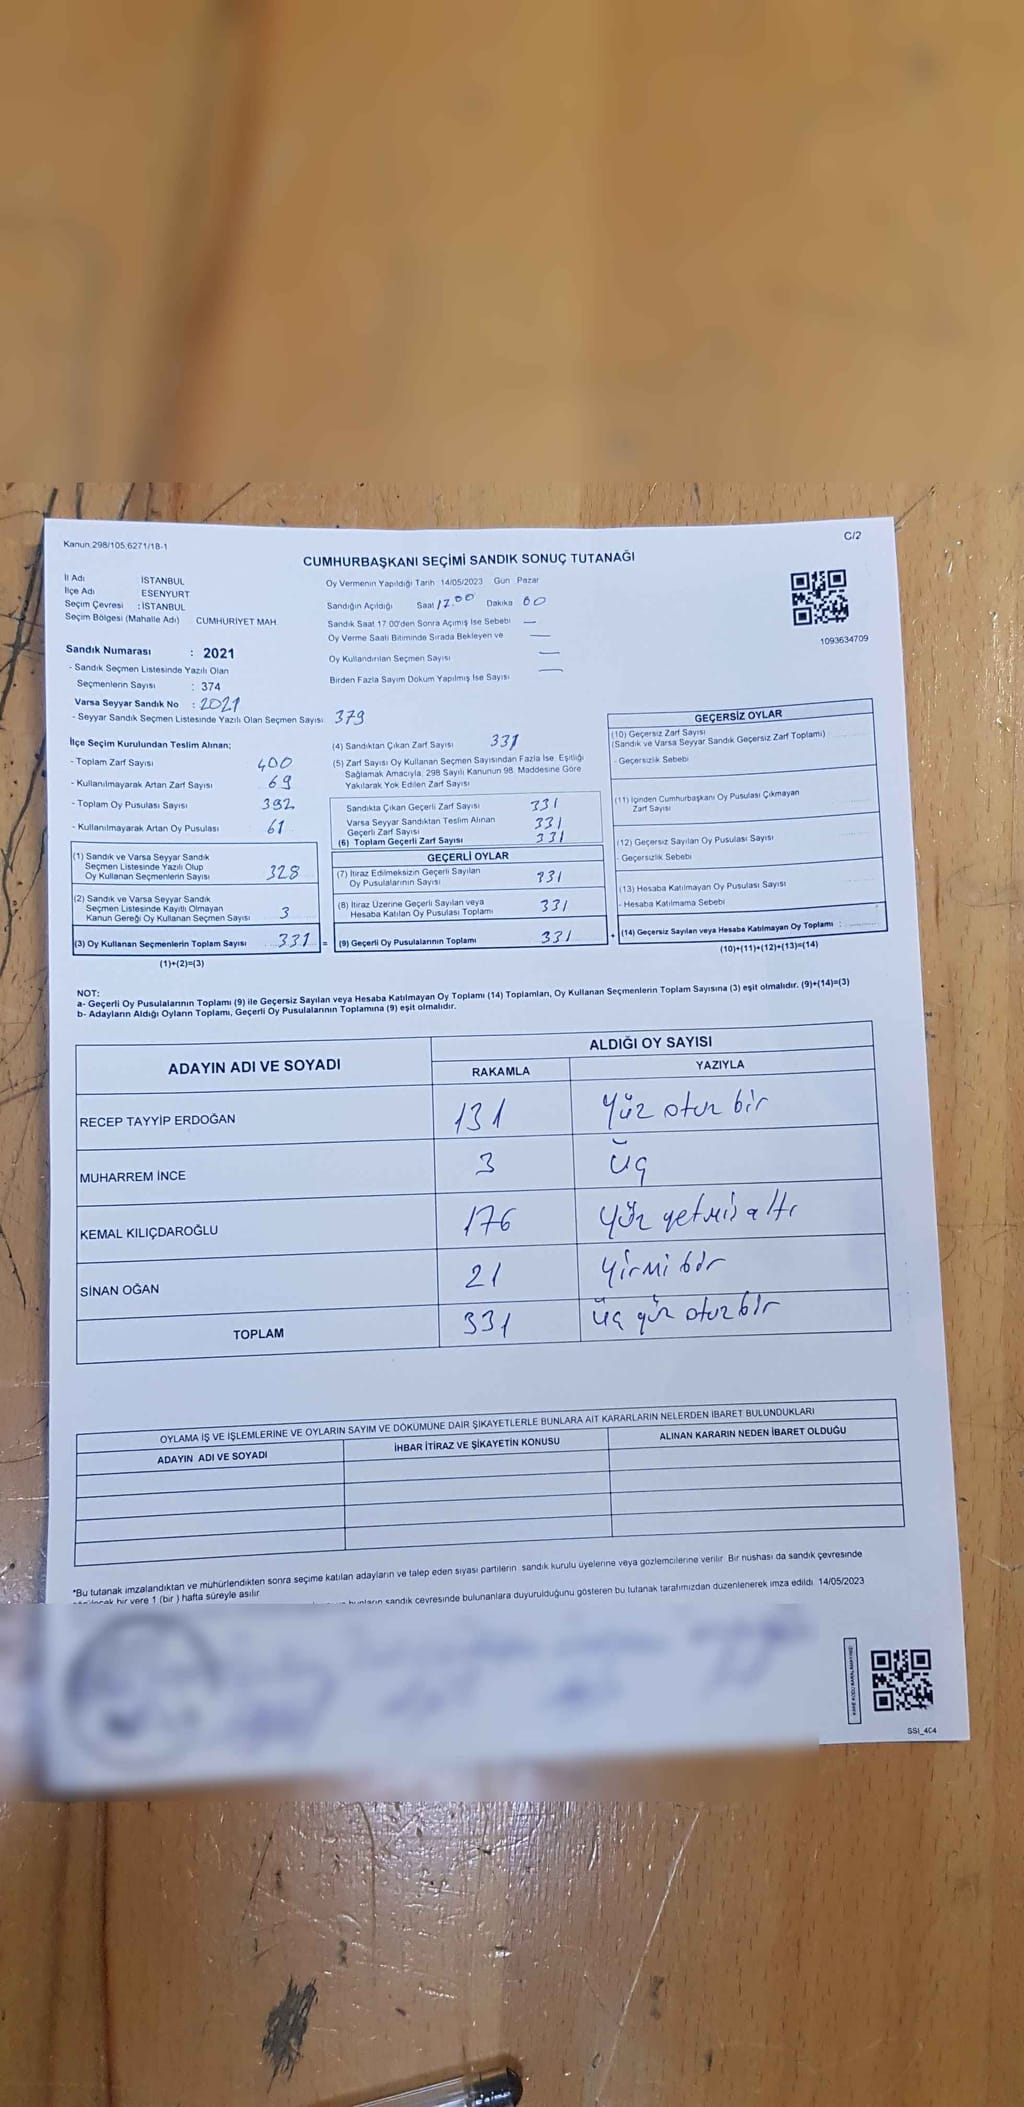 Kanun.298/105,6271/18-1
C/2
CUMHURBAŞKANI SEÇİMİ SANDIK SONUÇ TUTANAĞI
İl Adı İSTANBUL
İlçe Adı ESENYURT
Seçim Çevresi : İSTANBUL
Seçim Bölgesi (Mahalle Adı) CUMHURİYET MAH.
Oy Vermenin Yapıldığı Tarih 14/05/2023 Gün : Pazar
Sandığın Açıldığı Saat 17.00 Dakika 00
Sandık Saat 17:00'den Sonra Açımış İse Sebebi —
Oy Verme Saati Bitiminde Sırada Bekleyen ve —
Oy Kullandırılan Seçmen Sayısı —
Birden Fazla Sayım Döküm Yapılmış İse Sayısı —
1093634709
Sandık Numarası : 2021
- Sandık Seçmen Listesinde Yazılı Olan
Seçmenlerin Sayısı : 374
Varsa Seyyar Sandık No : 2021
- Seyyar Sandık Seçmen Listesinde Yazılı Olan Seçmen Sayısı 379
İlçe Seçim Kurulundan Teslim Alınan;
- Toplam Zarf Sayısı 400
- Kullanılmayarak Artan Zarf Sayısı 69
- Toplam Oy Pusulası Sayısı 392
- Kullanılmayarak Artan Oy Pusulası 61
(1) Sandık ve Varsa Seyyar Sandık
Seçmen Listesinde Yazılı Olup
Oy Kullanan Seçmenlerin Sayısı 328
(2) Sandık ve Varsa Seyyar Sandık
Seçmen Listesinde Kayıtlı Olmayan
Kanun Gereği Oy Kullanan Seçmen Sayısı 3
(3) Oy Kullanan Seçmenlerin Toplam Sayısı 331 =
(1)+(2)=(3)
(4) Sandıktan Çıkan Zarf Sayısı 331
(5) Zarf Sayısı Oy Kullanan Seçmen Sayısından Fazla İse, Eşitliği
Sağlamak Amacıyla, 298 Sayılı Kanunun 98. Maddesine Göre
Yakılarak Yok Edilen Zarf Sayısı
Sandıkta Çıkan Geçerli Zarf Sayısı 331
Varsa Seyyar Sandıktan Teslim Alınan
Geçerli Zarf Sayısı 331
(6) Toplam Geçerli Zarf Sayısı 331
GEÇERLİ OYLAR
(7) İtiraz Edilmeksizin Geçerli Sayılan
Oy Pusulalarının Sayısı 331
(8) İtiraz Üzerine Geçerli Sayılan veya
Hesaba Katılan Oy Pusulası Toplamı 331
(9) Geçerli Oy Pusulalarının Toplamı 331 +
GEÇERSİZ OYLAR
(10) Geçersiz Zarf Sayısı
(Sandık ve Varsa Seyyar Sandık Geçersiz Zarf Toplamı)
- Geçersizlik Sebebi
(11) İçinden Cumhurbaşkanı Oy Pusulası Çıkmayan
Zarf Sayısı
(12) Geçersiz Sayılan Oy Pusulası Sayısı
- Geçersizlik Sebebi
(13) Hesaba Katılmayan Oy Pusulası Sayısı
- Hesaba Katılmama Sebebi
(14) Geçersiz Sayılan veya Hesaba Katılmayan Oy Toplamı :
(10)+(11)+(12)+(13)=(14)
NOT:
a- Geçerli Oy Pusulalarının Toplamı (9) ile Geçersiz Sayılan veya Hesaba Katılmayan Oy Toplamı (14) Toplamları, Oy Kullanan Seçmenlerin Toplam Sayısına (3) eşit olmalıdır. (9)+(14)=(3)
b- Adayların Aldığı Oyların Toplamı, Geçerli Oy Pusulalarının Toplamına (9) eşit olmalıdır.
ADAYIN ADI VE SOYADI ALDIĞI OY SAYISI
RAKAMLA YAZIYLA
RECEP TAYYİP ERDOĞAN 131 Yüz otuz bir
MUHARREM İNCE 3 üç
KEMAL KILIÇDAROĞLU 176 Yüz yetmiş altı
SİNAN OĞAN 21 Yirmi bir
TOPLAM 331 üç yüz otuz bir
OYLAMA İŞ VE İŞLEMLERİNE VE OYLARIN SAYIM VE DÖKÜMÜNE DAİR ŞİKAYETLERLE BUNLARA AİT KARARLARIN NELERDEN İBARET BULUNDUKLARI
ADAYIN ADI VE SOYADI İHBAR İTİRAZ VE ŞİKAYETİN KONUSU ALINAN KARARIN NEDEN İBARET OLDUĞU
*Bu tutanak imzalandıktan ve mühürlendikten sonra seçime katılan adayların ve talep eden siyasi partilerin sandık kurulu üyelerine veya gözlemcilerine verilir. Bir nüshası da sandık çevresinde
bir yere 1 (bir) hafta süreyle asılır.
sandık çevresinde bulunanlara duyurulduğunu gösteren bu tutanak tarafımızdan düzenlenerek imza edildi. 14/05/2023
SSI_4C4